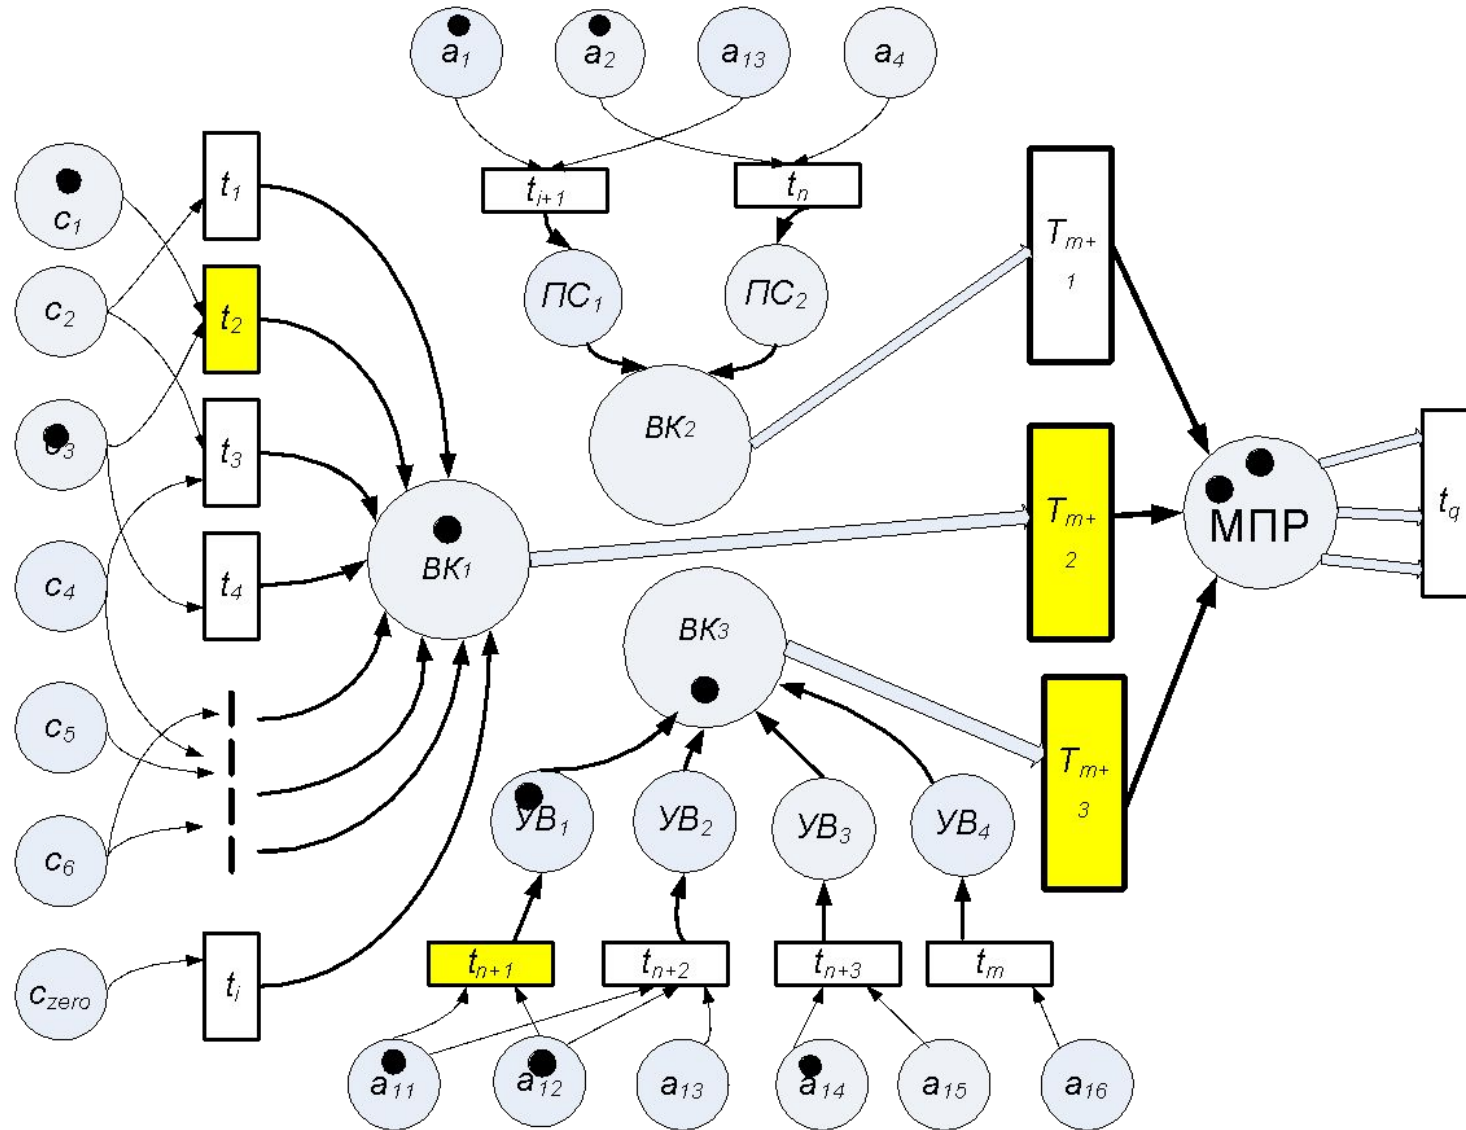 a1
a2
a13
a4
c1
t1
ti+1
tn
Tm+
1
c2
t2
ПС1
ПС2
c3
t3
ВК2
МПР
tq
c4
t4
ВК1
Tm+
2
ВК3
c5
Tm+
3
c6
УВ1
УВ2
УВ3
УВ4
czero
ti
tn+1
tn+2
tn+3
tm
a11
a12
a13
a14
a15
a16